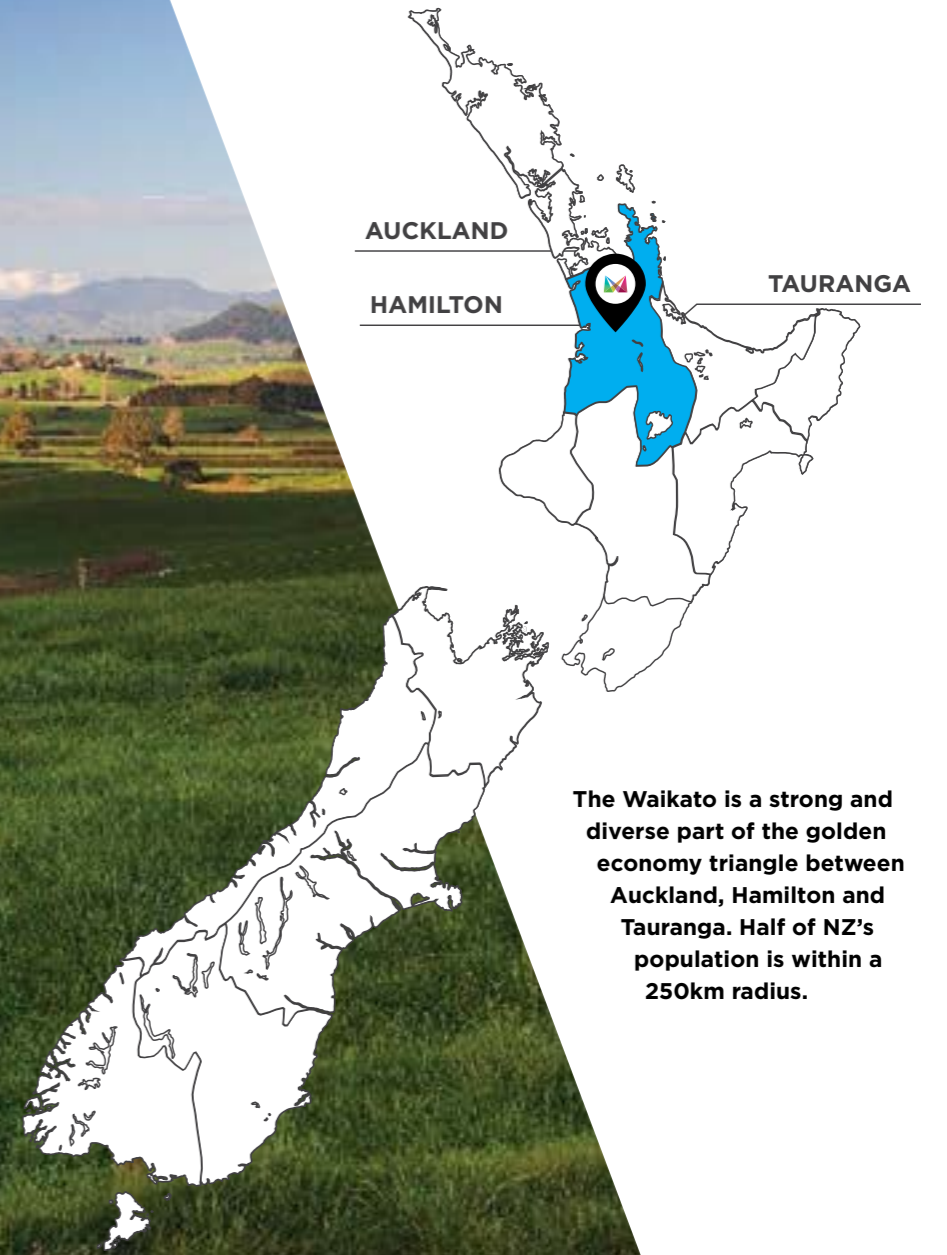 AUCKLAND
HAMILTON
TAURANGA
The Waikato is a strong and
diverse part of the golden
economy triangle between
Auckland, Hamilton and
Tauranga. Half of NZ’s
population is within a
250km radius.